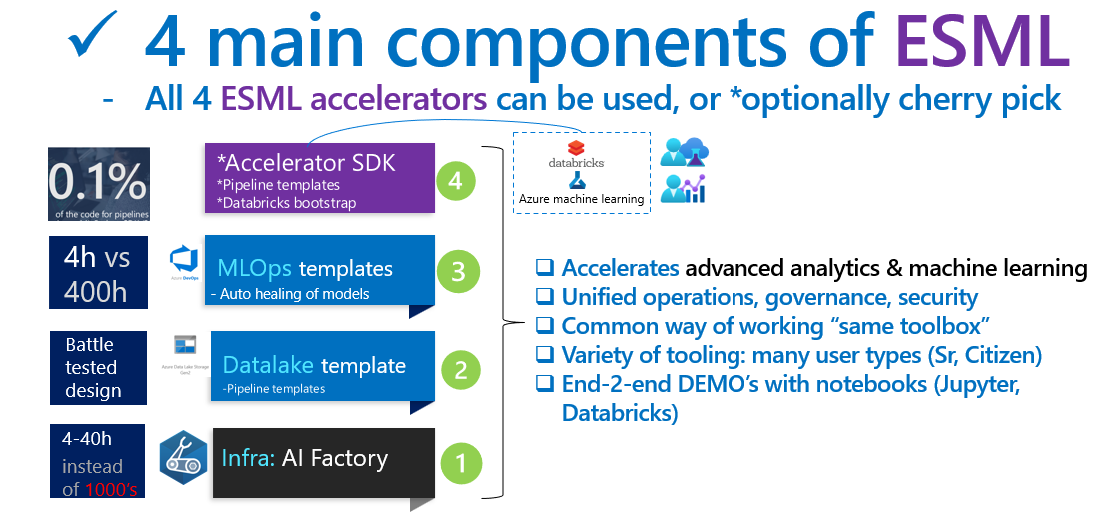 ✓ 4 main components of ESML
- All 4 ESML accelerators can be used, or *optionally cherry pick
0.1%
of the code for pipelines
*Accelerator SDK
*Pipeline templates
*Databricks bootstrap
4
databricks
Azure machine learning
4h vs
400h
Azure DevOps
MLOps templates
- Auto healing of models
3
Battle
tested
design
Azure Data Lake Storage
Gen2
Datalake template
-Pipeline templates
2
4-40h
instead
of 1000's
Infra: AI Factory
1
❑ Accelerates advanced analytics & machine learning
❑ Unified operations, governance, security
❑ Common way of working “same toolbox”
❑ Variety of tooling: many user types (Sr, Citizen)
❑ End-2-end DEMO’s with notebooks (Jupyter,
Databricks)